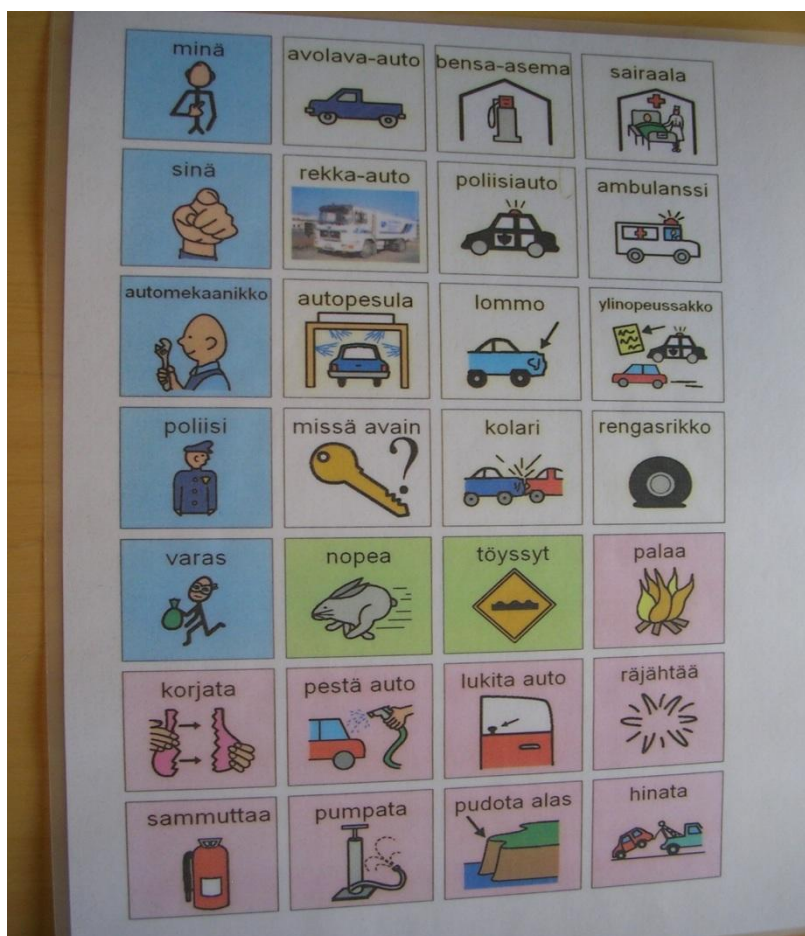 minä
avolava-auto
bensa-asema
sairaala
sinä
rekka-auto
poliisiauto
ambulanssi
automekaanikko
autopesula
lommo
ylinopeussakko
poliisi
missä avain
?
kolari
rengasrikko
varas
nopea
töyssyt
palaa
korjata
pestä auto
lukita auto
räjähtää
sammuttaa
pumpata
pudota alas
hinata